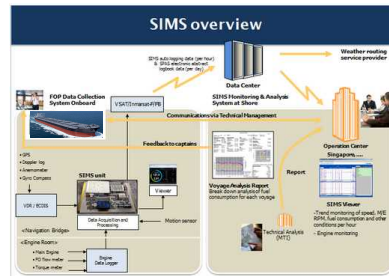 SIMS overview
SIMS auto logging data (per hour)
& SPAS electronic abstract
logbook data (per day)
Data Center
Weather routing
service provider
FOP Data Collection
System Onboard
VSAT/Inmarsat-F/FB
SIMS Monitoring & Analysis
System at Shore
Communications via Technical Management
Operation Center
Singapore,....
Feedback to captains
• GPS
• Doppler log
• Anemometer
• Gyro Compass
SIMS unit
Viewer
VDR / ECDIS
Motion sensor
Data Acquisition and
Processing
<Navigation Bridge>
<Engine Room>
• Main Engine
• FO flow meter
• Torque meter
Engine
Data Logger
Voyage Analysis Report
Break down analysis of fuel
consumption for each voyage
Report
Technical Analysis
(MTI)
SIMS Viewer
-Trend monitoring of speed, M/E
RPM, fuel consumption and other
conditions per hour
- Engine monitoring